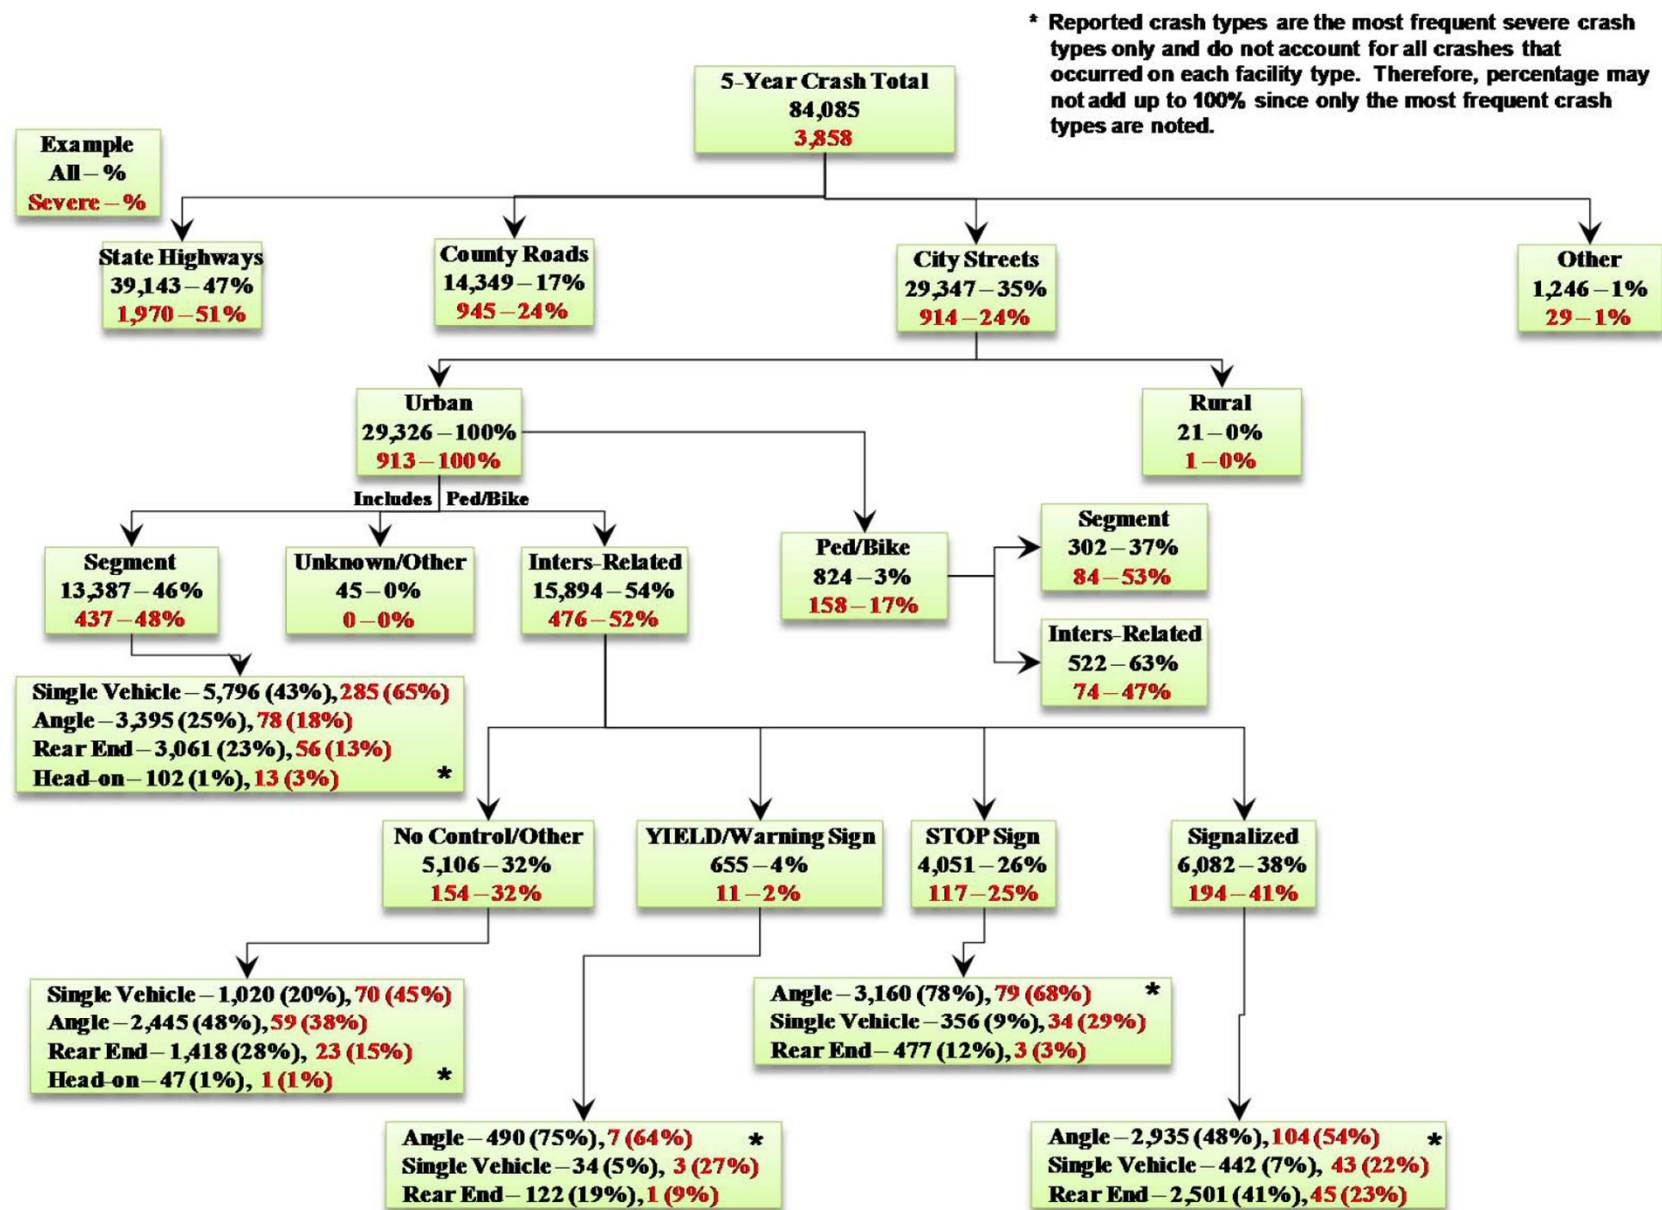 * Reported crash types are the most frequent severe crash
types only and do not account for all crashes that
occurred on each facility type. Therefore, percentage may
not add up to 100% since only the most frequent crash
types are noted.
5-Year Crash Total
84,085
3,858
Example
All – %
Severe – %
State Highways
39,143 – 47%
1,970 – 51%
County Roads
14,349 – 17%
945 – 24%
City Streets
29,347 – 35%
914 – 24%
Other
1,246 – 1%
29 – 1%
Urban
29,326 – 100%
913 – 100%
Rural
21 – 0%
1 – 0%
Includes Ped/Bike
Segment
13,387 – 46%
437 – 48%
Unknown/Other
45 – 0%
0 – 0%
Inters-Related
15,894 – 54%
476 – 52%
Ped/Bike
824 – 3%
158 – 17%
Segment
302 – 37%
84 – 53%
Inters-Related
522 – 63%
74 – 47%
Single Vehicle – 5,796 (43%), 285 (65%)
Angle – 3,395 (25%), 78 (18%)
Rear End – 3,061 (23%), 56 (13%)
Head-on – 102 (1%), 13 (3%) *
No Control/Other
5,106 – 32%
154 – 32%
YIELD/Warning Sign
655 – 4%
11 – 2%
STOP Sign
4,051 – 26%
117 – 25%
Signalized
6,082 – 38%
194 – 41%
Single Vehicle – 1,020 (20%), 70 (45%)
Angle – 2,445 (48%), 59 (38%)
Rear End – 1,418 (28%), 23 (15%)
Head-on – 47 (1%), 1 (1%) *
Angle – 3,160 (78%), 79 (68%) *
Single Vehicle – 356 (9%), 34 (29%)
Rear End – 477 (12%), 3 (3%)
Angle – 490 (75%), 7 (64%) *
Single Vehicle – 34 (5%), 3 (27%)
Rear End – 122 (19%), 1 (9%)
Angle – 2,935 (48%), 104 (54%) *
Single Vehicle – 442 (7%), 43 (22%)
Rear End – 2,501 (41%), 45 (23%)